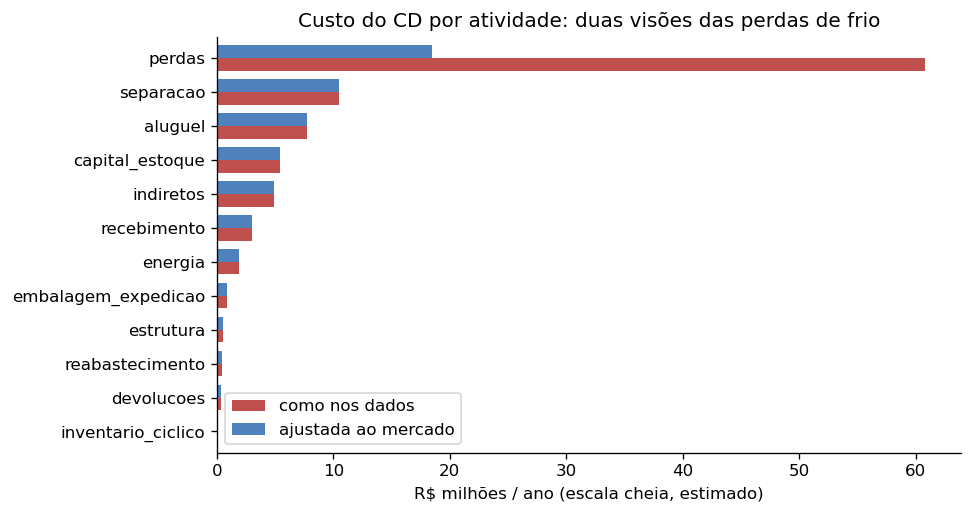 Custo do CD por atividade: duas visões das perdas de frio
perdas
separacao
aluguel
capital_estoque
indiretos
recebimento
energia
embalagem_expedicao
estrutura
reabastecimento
devolucoes
inventario_ciclico
como nos dados
ajustada ao mercado
0 10 20 30 40 50 60
R$ milhões / ano (escala cheia, estimado)